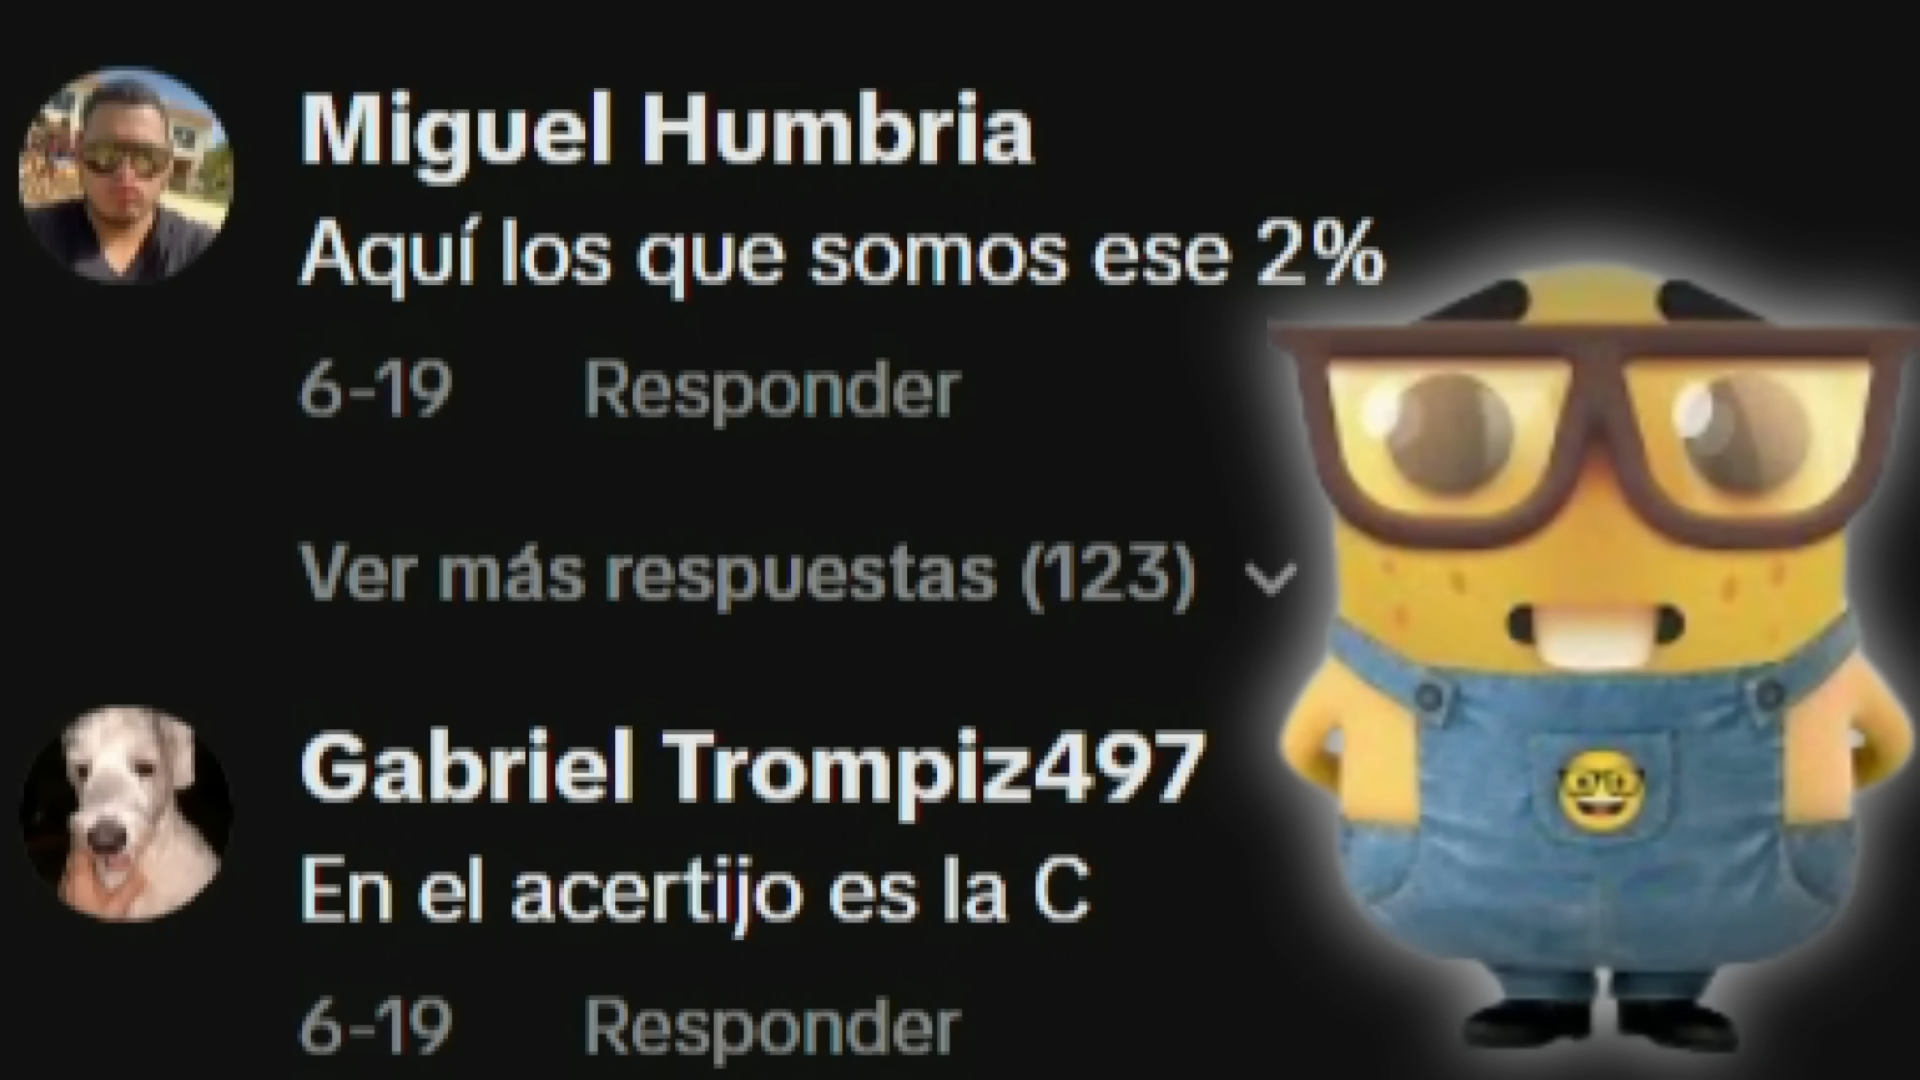 Miguel Humbria
Aquí los que somos ese 2%
6-19 Responder
Ver más respuestas (123)
Gabriel Trompiz497
En el acertijo es la C
6-19 Responder